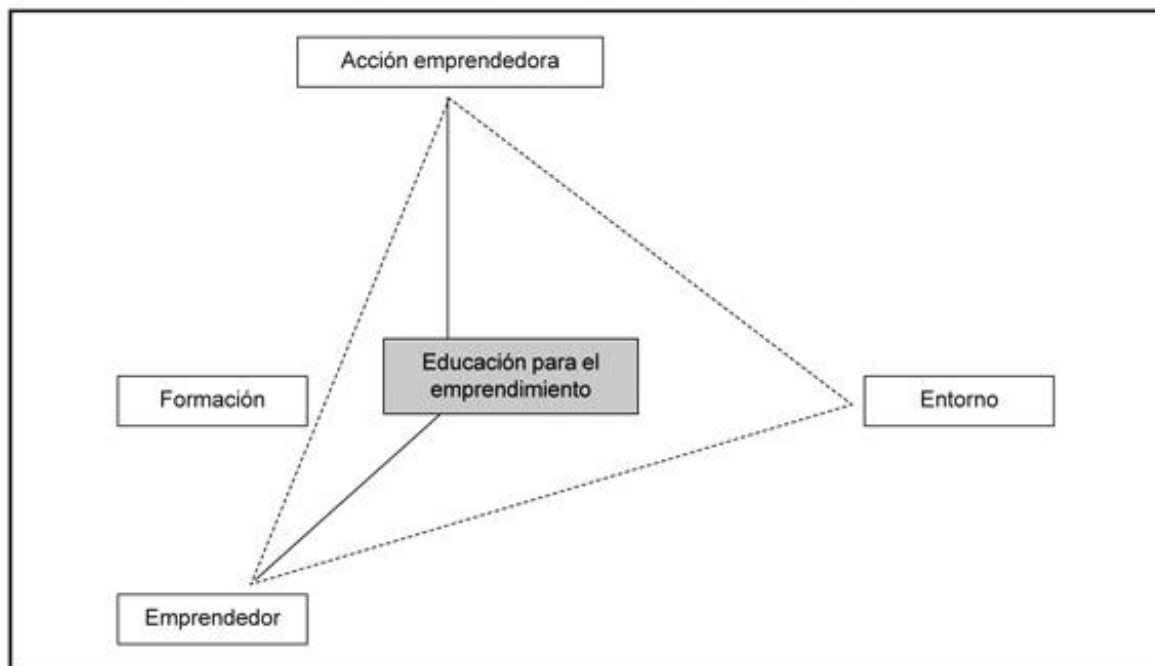 Acción emprendedora
Educación para el
emprendimiento
Formación
Entorno
Emprendedor